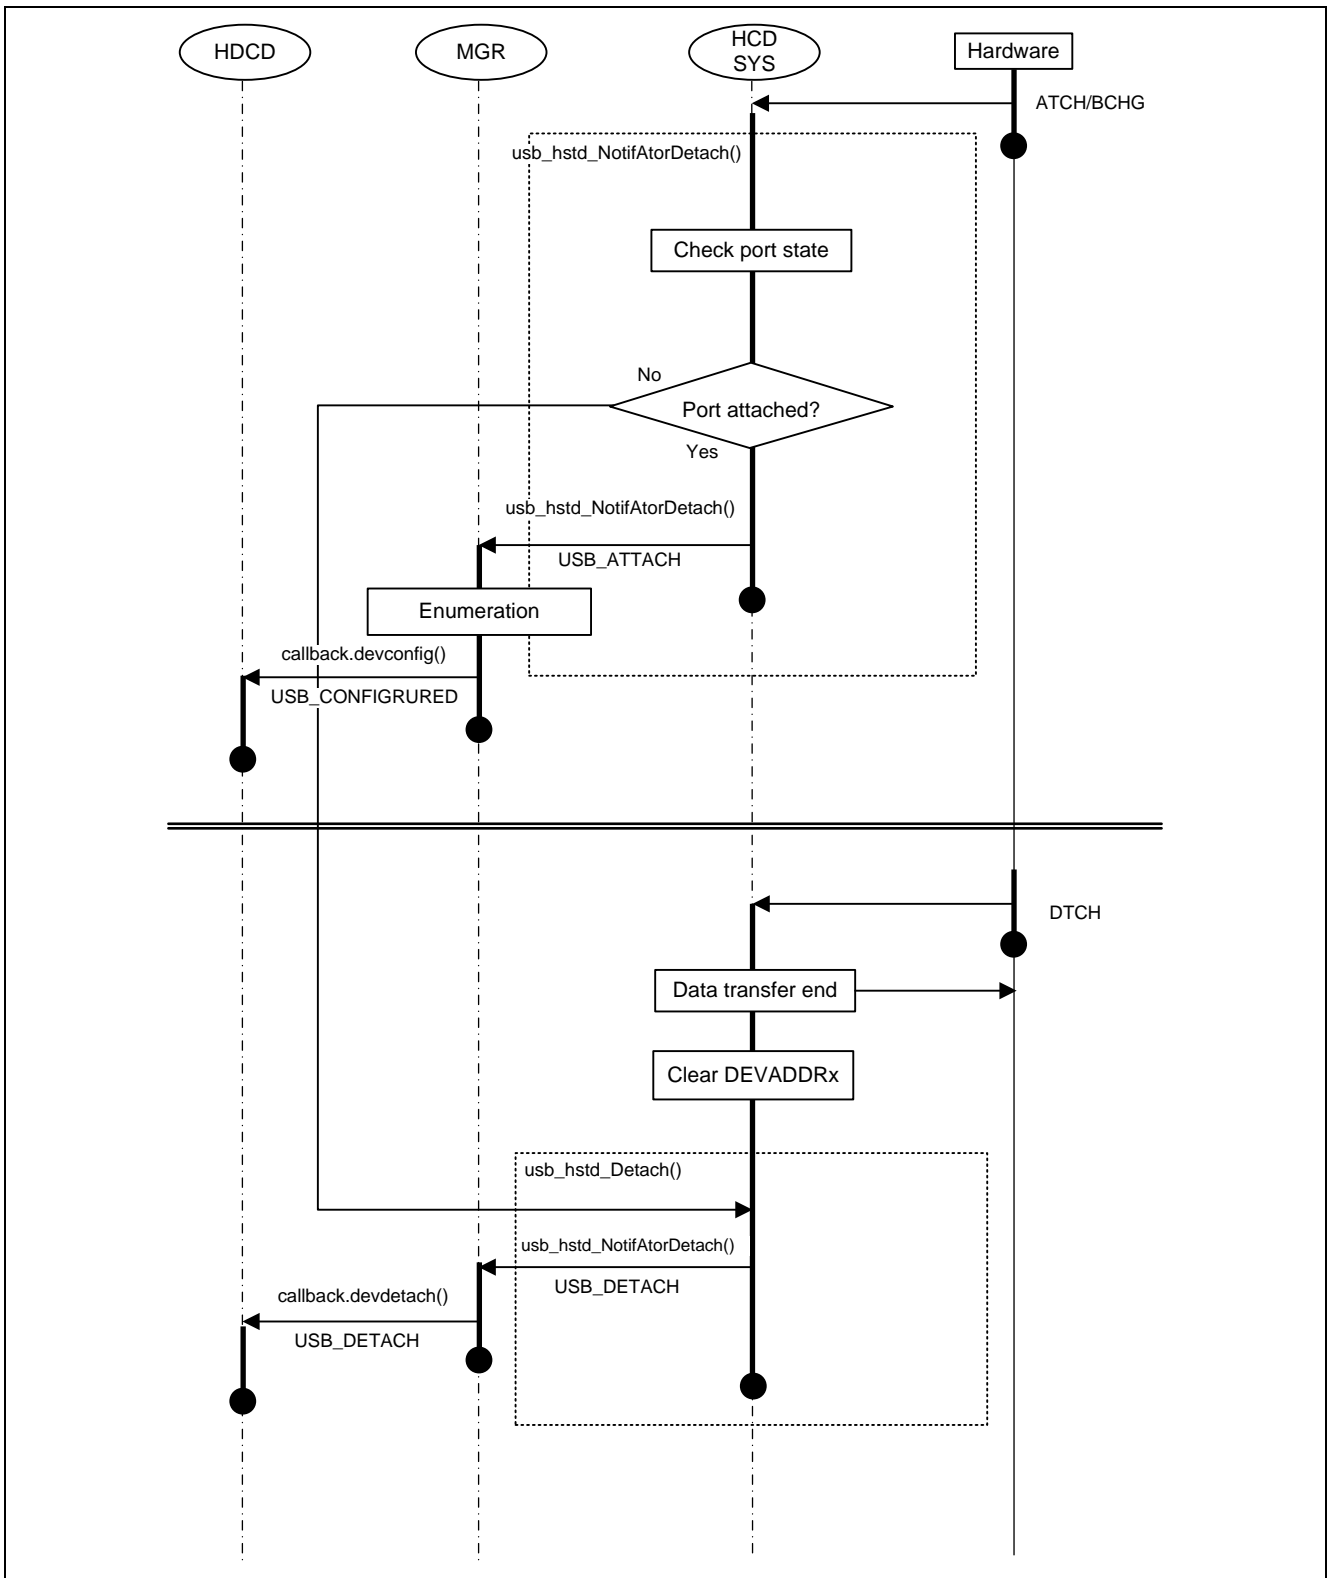 HDCD
MGR
HCD
SYS
Hardware
ATCH/BCHG
usb_hstd_NotifAtorDetach()
Check port state
No
Port attached?
Yes
usb_hstd_NotifAtorDetach()
USB_ATTACH
Enumeration
callback.devconfig()
USB_CONFIGRURED
DTCH
Data transfer end
Clear DEVADDRx
usb_hstd_Detach()
usb_hstd_NotifAtorDetach()
USB_DETACH
callback.devdetach()
USB_DETACH